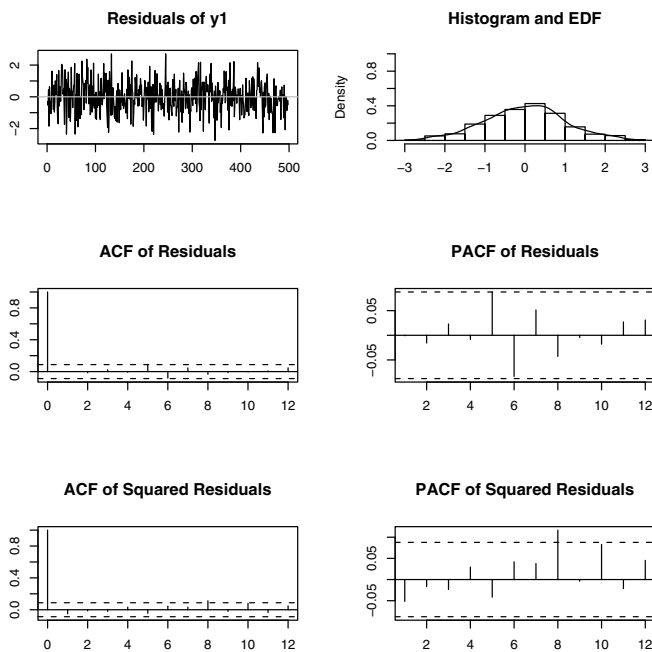 Residuals of y1
2
0
−2
0 100 200 300 400 500
Histogram and EDF
Density
0.8
0.4
0.0
−3 −2 −1 0 1 2 3
ACF of Residuals
0.8
0.4
0.0
0 2 4 6 8 10 12
PACF of Residuals
0.05
−0.05
2 4 6 8 10 12
ACF of Squared Residuals
0.8
0.4
0.0
0 2 4 6 8 10 12
PACF of Squared Residuals
0.05
−0.05
2 4 6 8 10 12